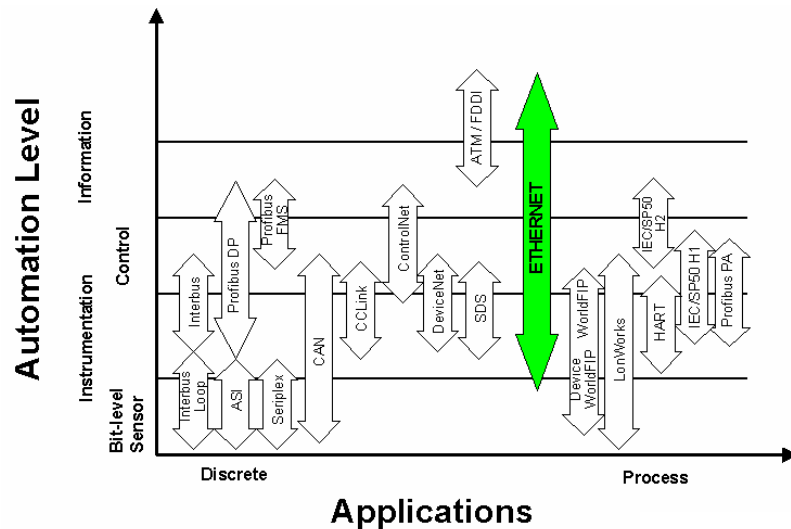 Automation Level
Information
Control
Instrumentation
Bit-level
Sensor
Interbus
Interbus
Loop
Profibus DP
ASI
Profibus
FMS
Seriplex
CAN
CCLink
ControlNet
DeviceNet
ATM / FDDI
SDS
ETHERNET
WorldFIP
Device
WorldFIP
LonWorks
IEC/SP50
H2
HART
IEC/SP50 H1
Profibus PA
Discrete
Process
Applications